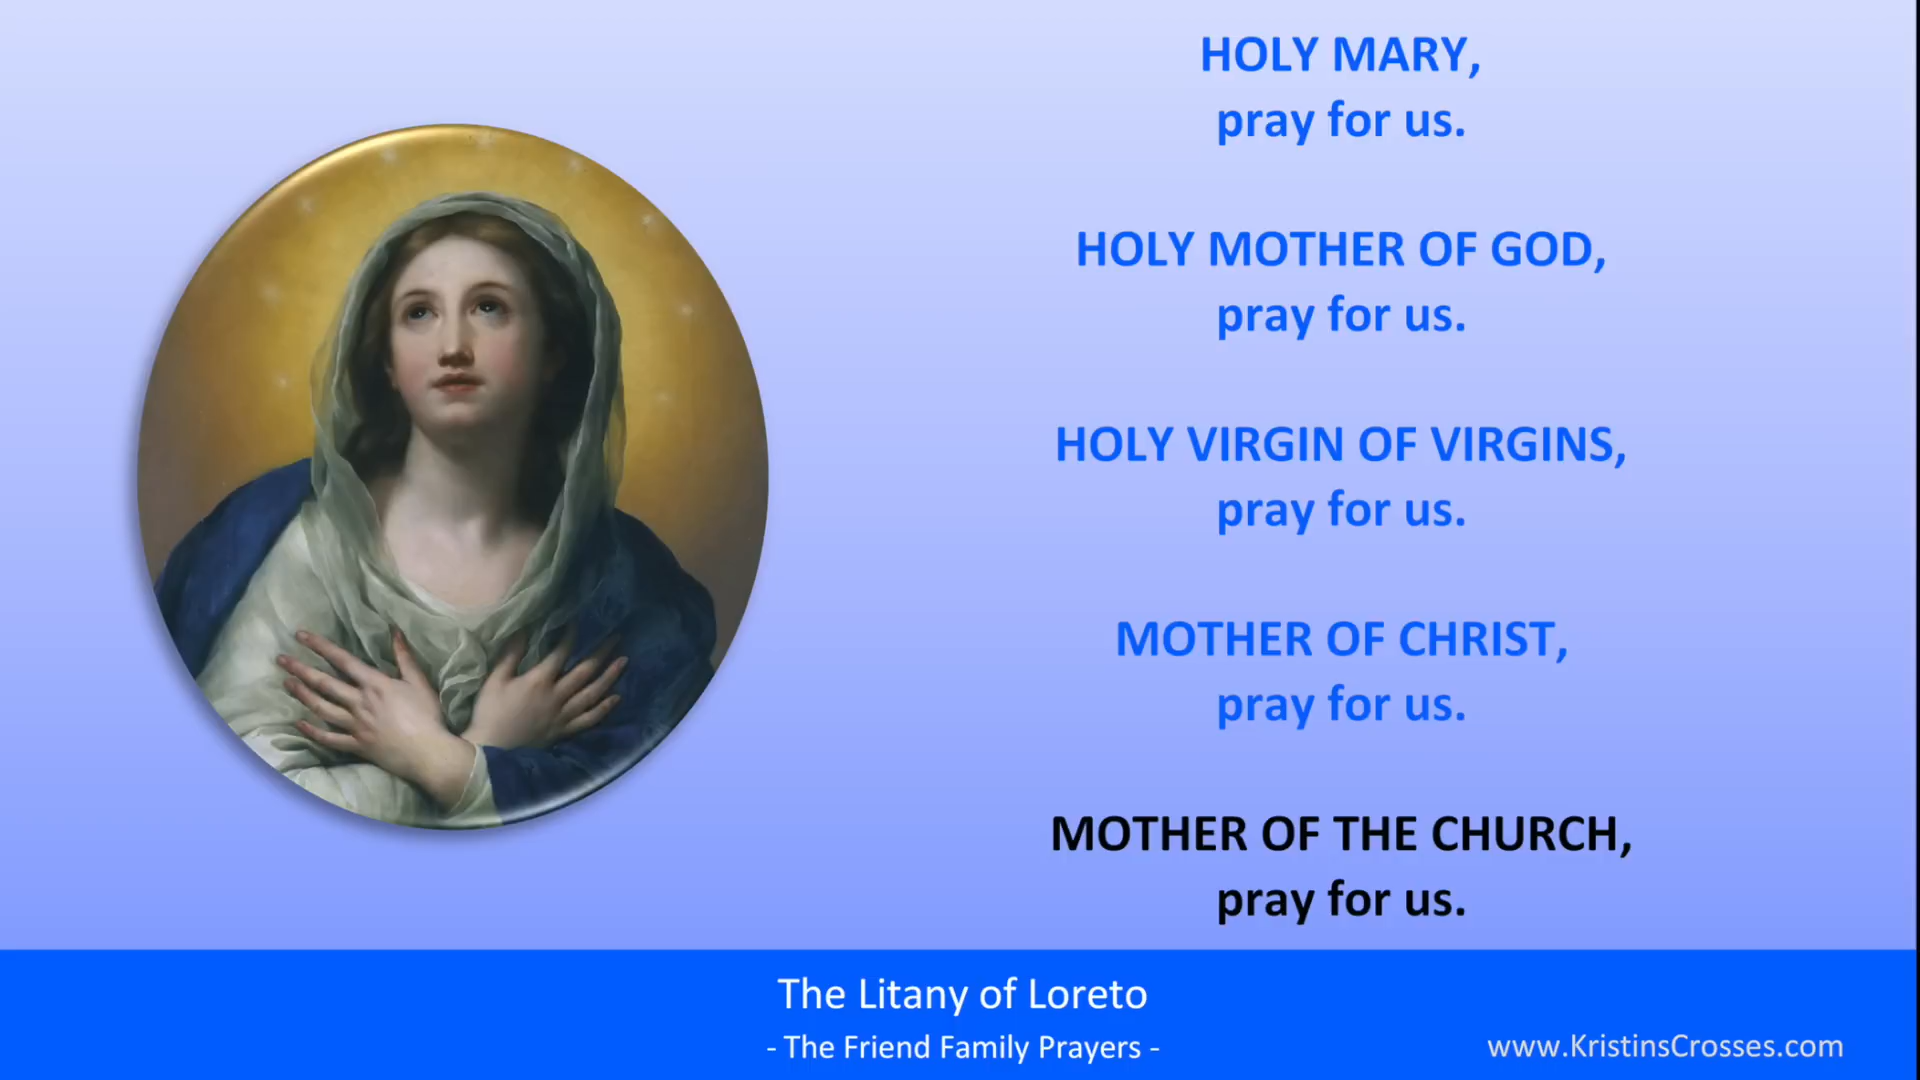 HOLY MARY,
pray for us.
HOLY MOTHER OF GOD,
pray for us.
HOLY VIRGIN OF VIRGINS,
pray for us.
MOTHER OF CHRIST,
pray for us.
MOTHER OF THE CHURCH,
pray for us.
The Litany of Loreto
- The Friend Family Prayers -
www.KristinsCrosses.com